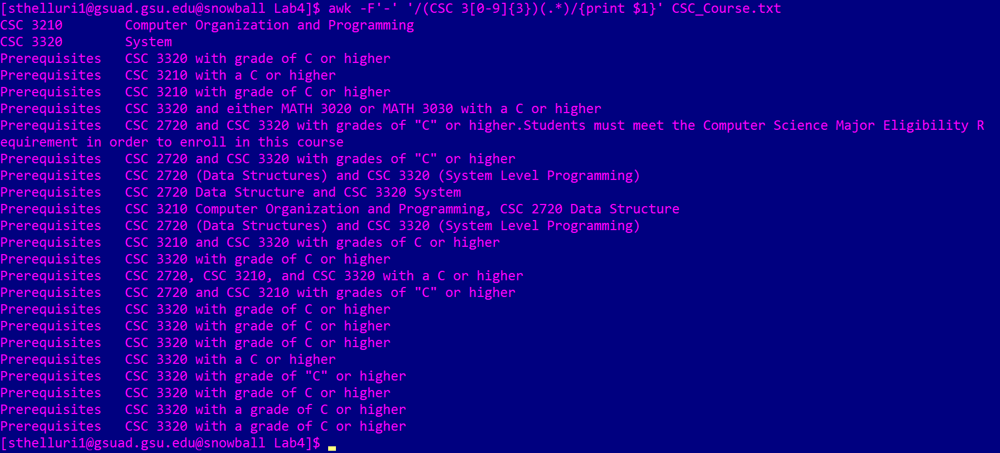 [sthelluri1@gsuad.gsu.edu@snowball Lab4]$ awk -F'-' '/(CSC 3[0-9]{3})(.*)/{print $1}' CSC_Course.txt
CSC 3210        Computer Organization and Programming
CSC 3320        System
Prerequisites   CSC 3320 with grade of C or higher
Prerequisites   CSC 3210 with a C or higher
Prerequisites   CSC 3210 with grade of C or higher
Prerequisites   CSC 3320 and either MATH 3020 or MATH 3030 with a C or higher
Prerequisites   CSC 2720 and CSC 3320 with grades of "C" or higher.Students must meet the Computer Science Major Eligibility R
equirement in order to enroll in this course
Prerequisites   CSC 2720 and CSC 3320 with grades of "C" or higher
Prerequisites   CSC 2720 (Data Structures) and CSC 3320 (System Level Programming)
Prerequisites   CSC 2720 Data Structure and CSC 3320 System
Prerequisites   CSC 3210 Computer Organization and Programming, CSC 2720 Data Structure
Prerequisites   CSC 2720 (Data Structures) and CSC 3320 (System Level Programming)
Prerequisites   CSC 3210 and CSC 3320 with grades of C or higher
Prerequisites   CSC 3320 with grade of C or higher
Prerequisites   CSC 2720, CSC 3210, and CSC 3320 with a C or higher
Prerequisites   CSC 2720 and CSC 3210 with grades of "C" or higher
Prerequisites   CSC 3320 with grade of C or higher
Prerequisites   CSC 3320 with grade of C or higher
Prerequisites   CSC 3320 with grade of C or higher
Prerequisites   CSC 3320 with a C or higher
Prerequisites   CSC 3320 with grade of "C" or higher
Prerequisites   CSC 3320 with grade of C or higher
Prerequisites   CSC 3320 with a grade of C or higher
Prerequisites   CSC 3320 with a grade of C or higher
[sthelluri1@gsuad.gsu.edu@snowball Lab4]$